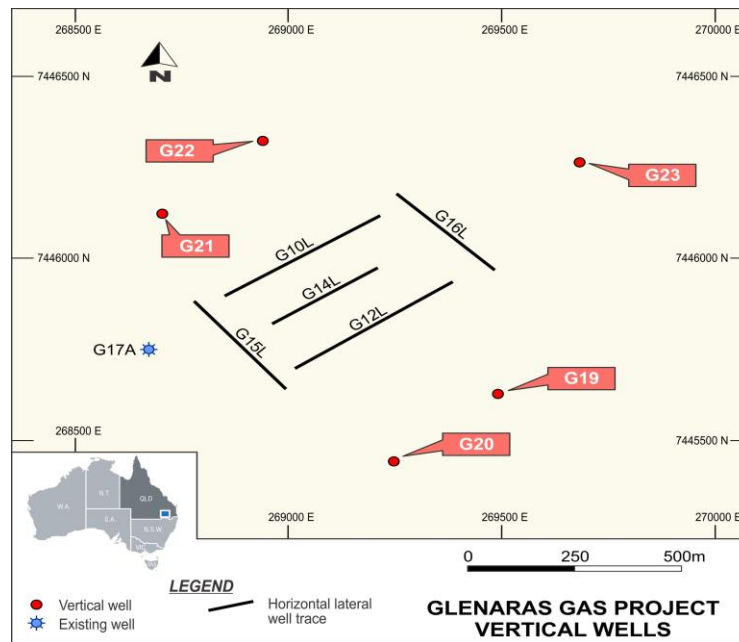 268500 E
269000 E
269500 E
270000 E
7446500 N
7446500 N
N
G22
G23
G21
G16L
G10L
7446000 N
7446000 N
G14L
G12L
G15L
G17A
G19
G20
268500 E
7445500 N
7445500 N
W.A.
N.T.
QLD
S.A.
N.S.W.
VIC
269000 E
269500 E
270000 E
0 250 500m
LEGEND
Vertical well
Existing well
Horizontal lateral
well trace
GLENARAS GAS PROJECT
VERTICAL WELLS